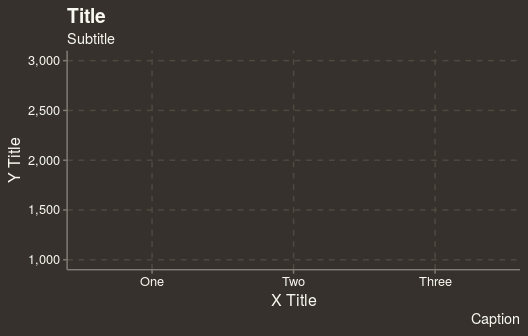 Title
Subtitle
3,000
2,500
Y Title
2,000
1,500
1,000
One Two Three
X Title
Caption